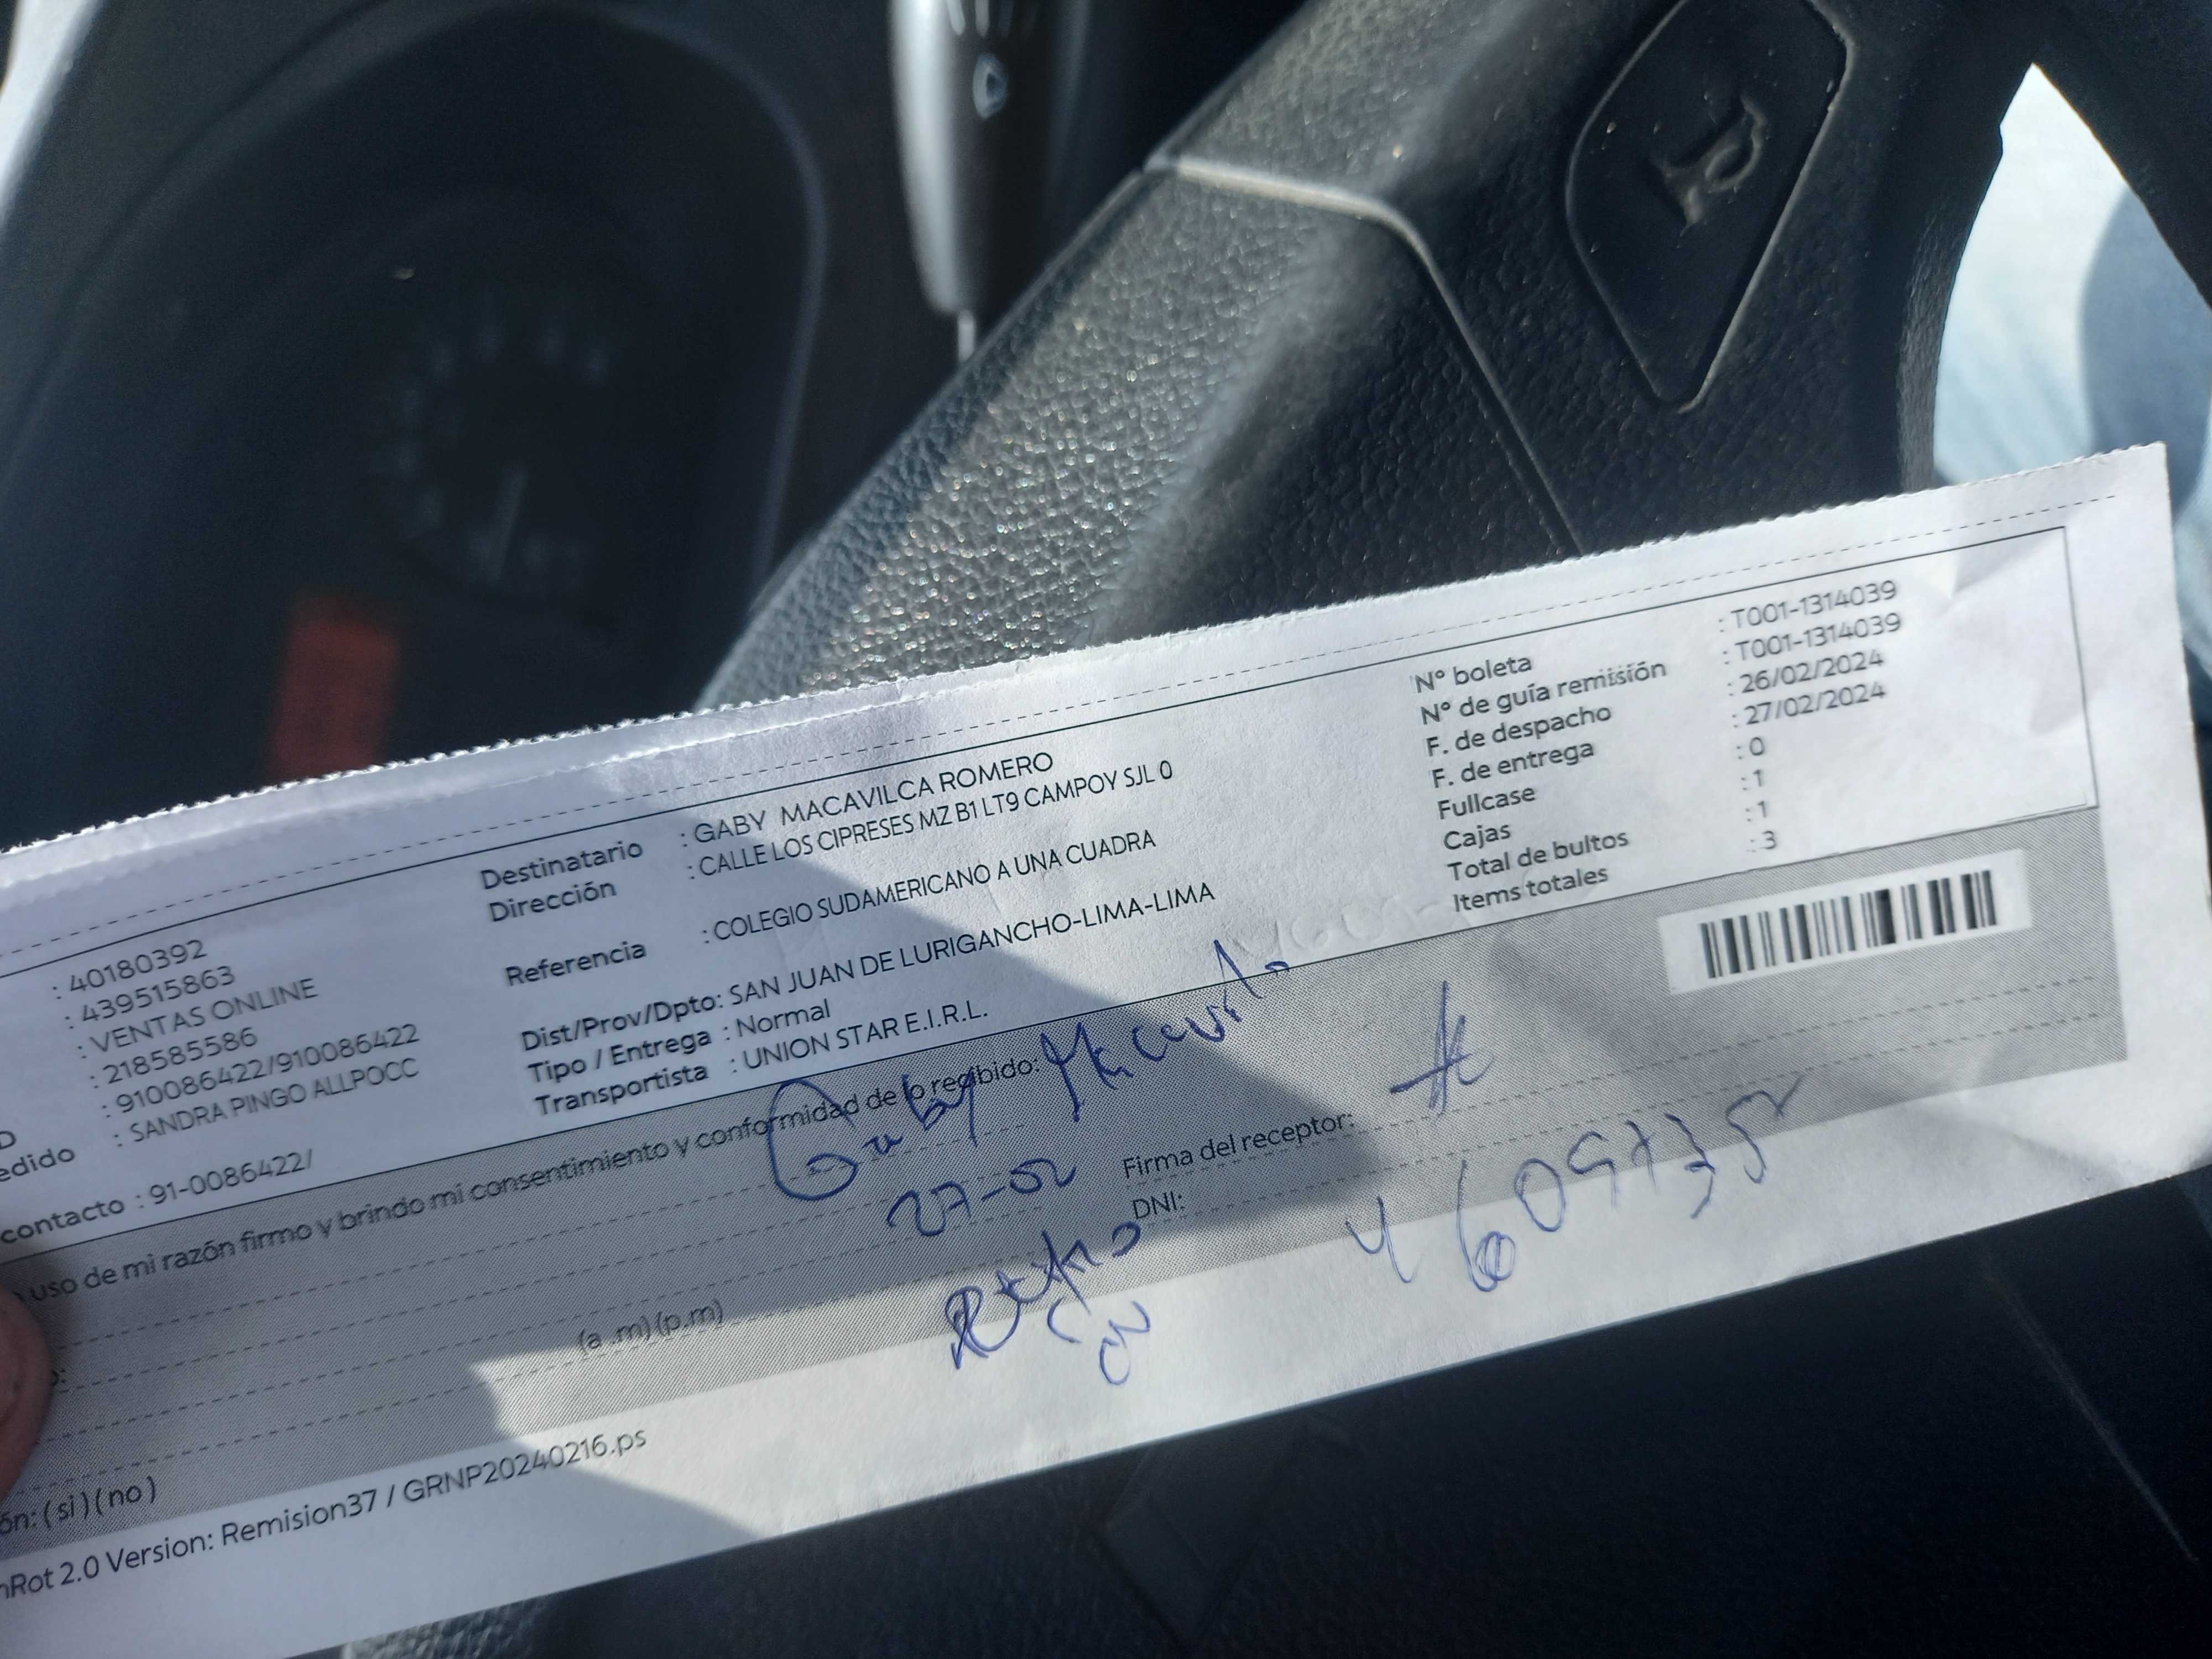 : 40180392
: 439515863
: VENTAS ONLINE
: 218585586
: 910086422/910086422
edido : SANDRA PINGO ALLPOCC
contacto : 91-0086422/
Destinatario : GABY MACAVILCA ROMERO
Dirección : CALLE LOS CIPRESES MZ B1 LT9 CAMPOY SJL 0
Referencia : COLEGIO SUDAMERICANO A UNA CUADRA
Dist/Prov/Dpto: SAN JUAN DE LURIGANCHO-LIMA-LIMA
Tipo / Entrega : Normal
Transportista : UNION STAR E.I.R.L.
N° boleta : T001-1314039
N° de guía remisión : T001-1314039
F. de despacho : 26/02/2024
F. de entrega : 27/02/2024
Fullcase : 0
Cajas : 1
Total de bultos : 1
Items totales : 3
uso de mi razón firmo y brindo mi consentimiento y conformidad de lo recibido: Gaby Macavilca
27-02
Firma del receptor:
DNI:
(a .m) (p.m)
ón: ( si ) ( no )
nRot 2.0 Version: Remision37 / GRNP20240216.ps